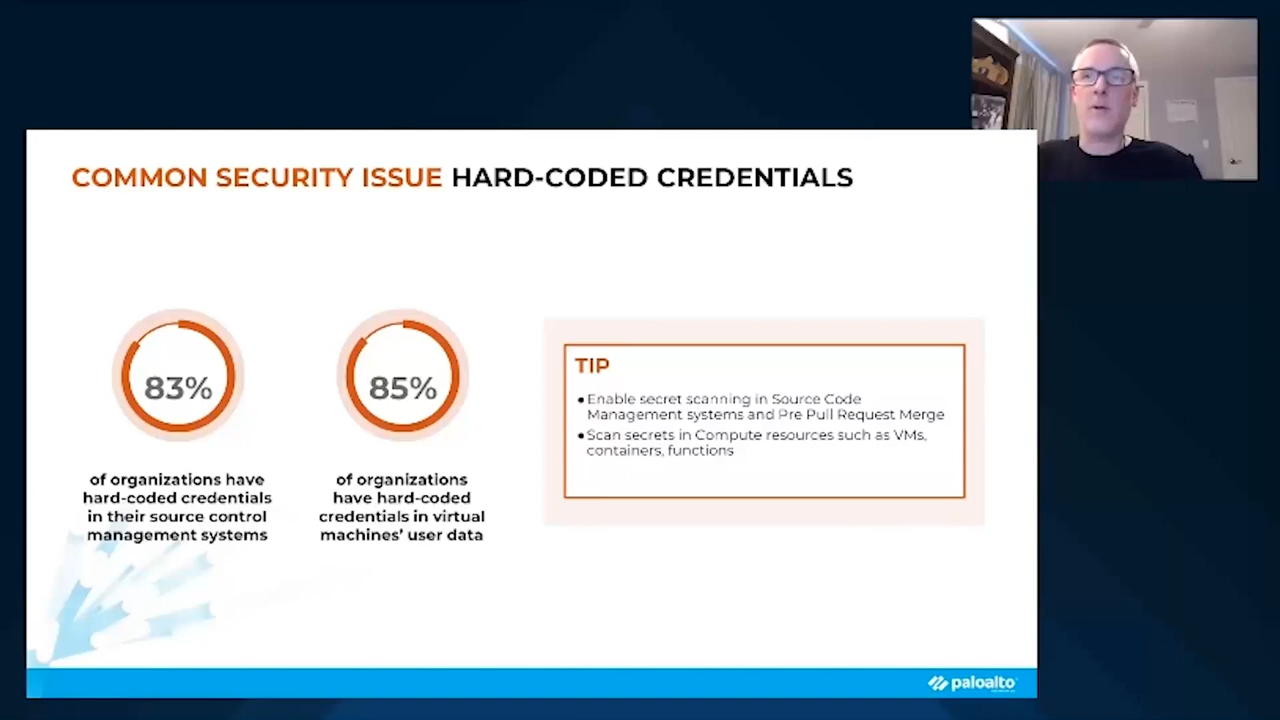 COMMON SECURITY ISSUE HARD-CODED CREDENTIALS
83%
of organizations have
hard-coded credentials
in their source control
management systems
85%
of organizations
have hard-coded
credentials in virtual
machines’ user data
TIP
•Enable secret scanning in Source Code
Management systems and Pre Pull Request Merge
•Scan secrets in Compute resources such as VMs,
containers, functions
paloalto